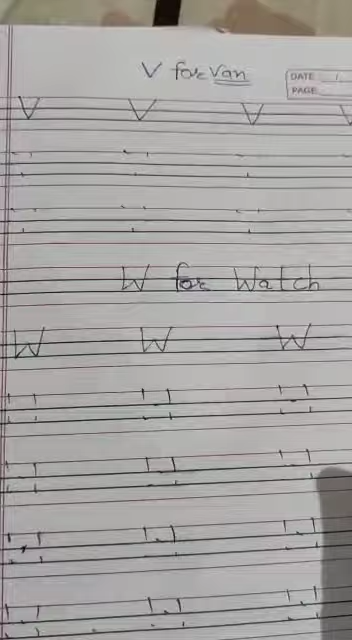 V for Van
DATE
PAGE
V V V V
W for Watch
W W W